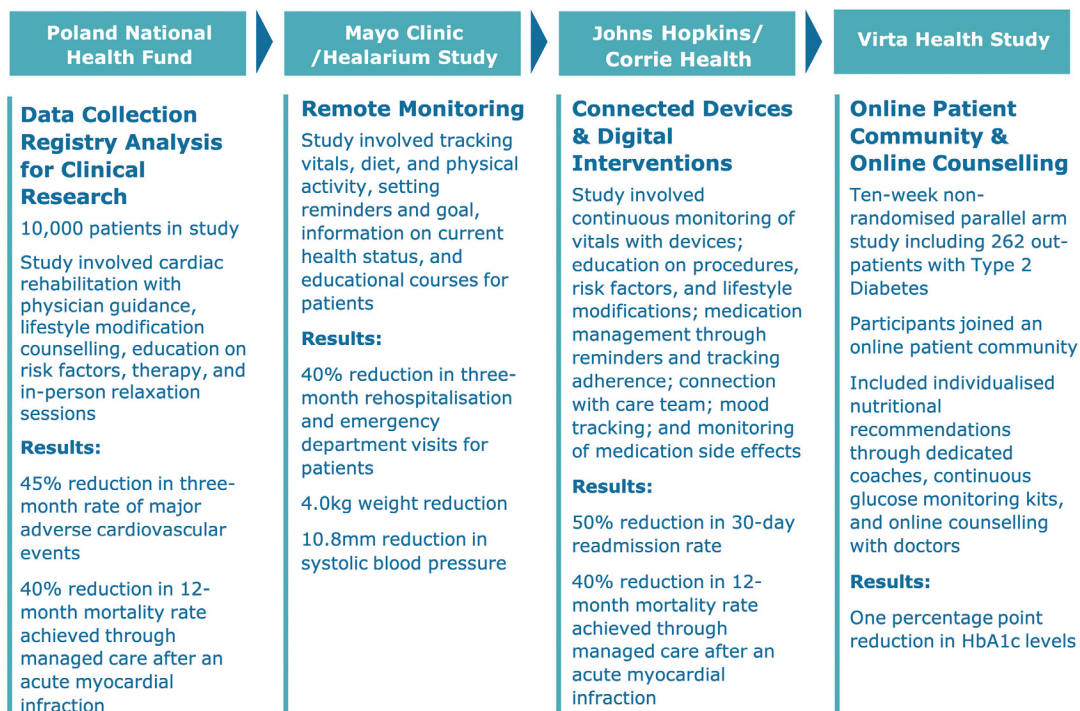 Poland National
Health Fund
Mayo Clinic
/Healarium Study
Johns Hopkins/
Corrie Health
Virta Health Study
Data Collection
Registry Analysis
for Clinical
Research
10,000 patients in study
Study involved cardiac
rehabilitation with
physician guidance,
lifestyle modification
counselling, education on
risk factors, therapy, and
in-person relaxation
sessions
Results:
45% reduction in three-
month rate of major
adverse cardiovascular
events
40% reduction in 12-
month mortality rate
achieved through
managed care after an
acute myocardial
infraction
Remote Monitoring
Study involved tracking
vitals, diet, and physical
activity, setting
reminders and goal,
information on current
health status, and
educational courses for
patients
Results:
40% reduction in three-
month rehospitalisation
and emergency
department visits for
patients
4.0kg weight reduction
10.8mm reduction in
systolic blood pressure
Connected Devices
& Digital
Interventions
Study involved
continuous monitoring of
vitals with devices;
education on procedures,
risk factors, and lifestyle
modifications; medication
management through
reminders and tracking
adherence; connection
with care team; mood
tracking; and monitoring
of medication side effects
Results:
50% reduction in 30-day
readmission rate
40% reduction in 12-
month mortality rate
achieved through
managed care after an
acute myocardial
infraction
Online Patient
Community &
Online Counselling
Ten-week non-
randomised parallel arm
study including 262 out-
patients with Type 2
Diabetes
Participants joined an
online patient community
Included individualised
nutritional
recommendations
through dedicated
coaches, continuous
glucose monitoring kits,
and online counselling
with doctors
Results:
One percentage point
reduction in HbA1c levels